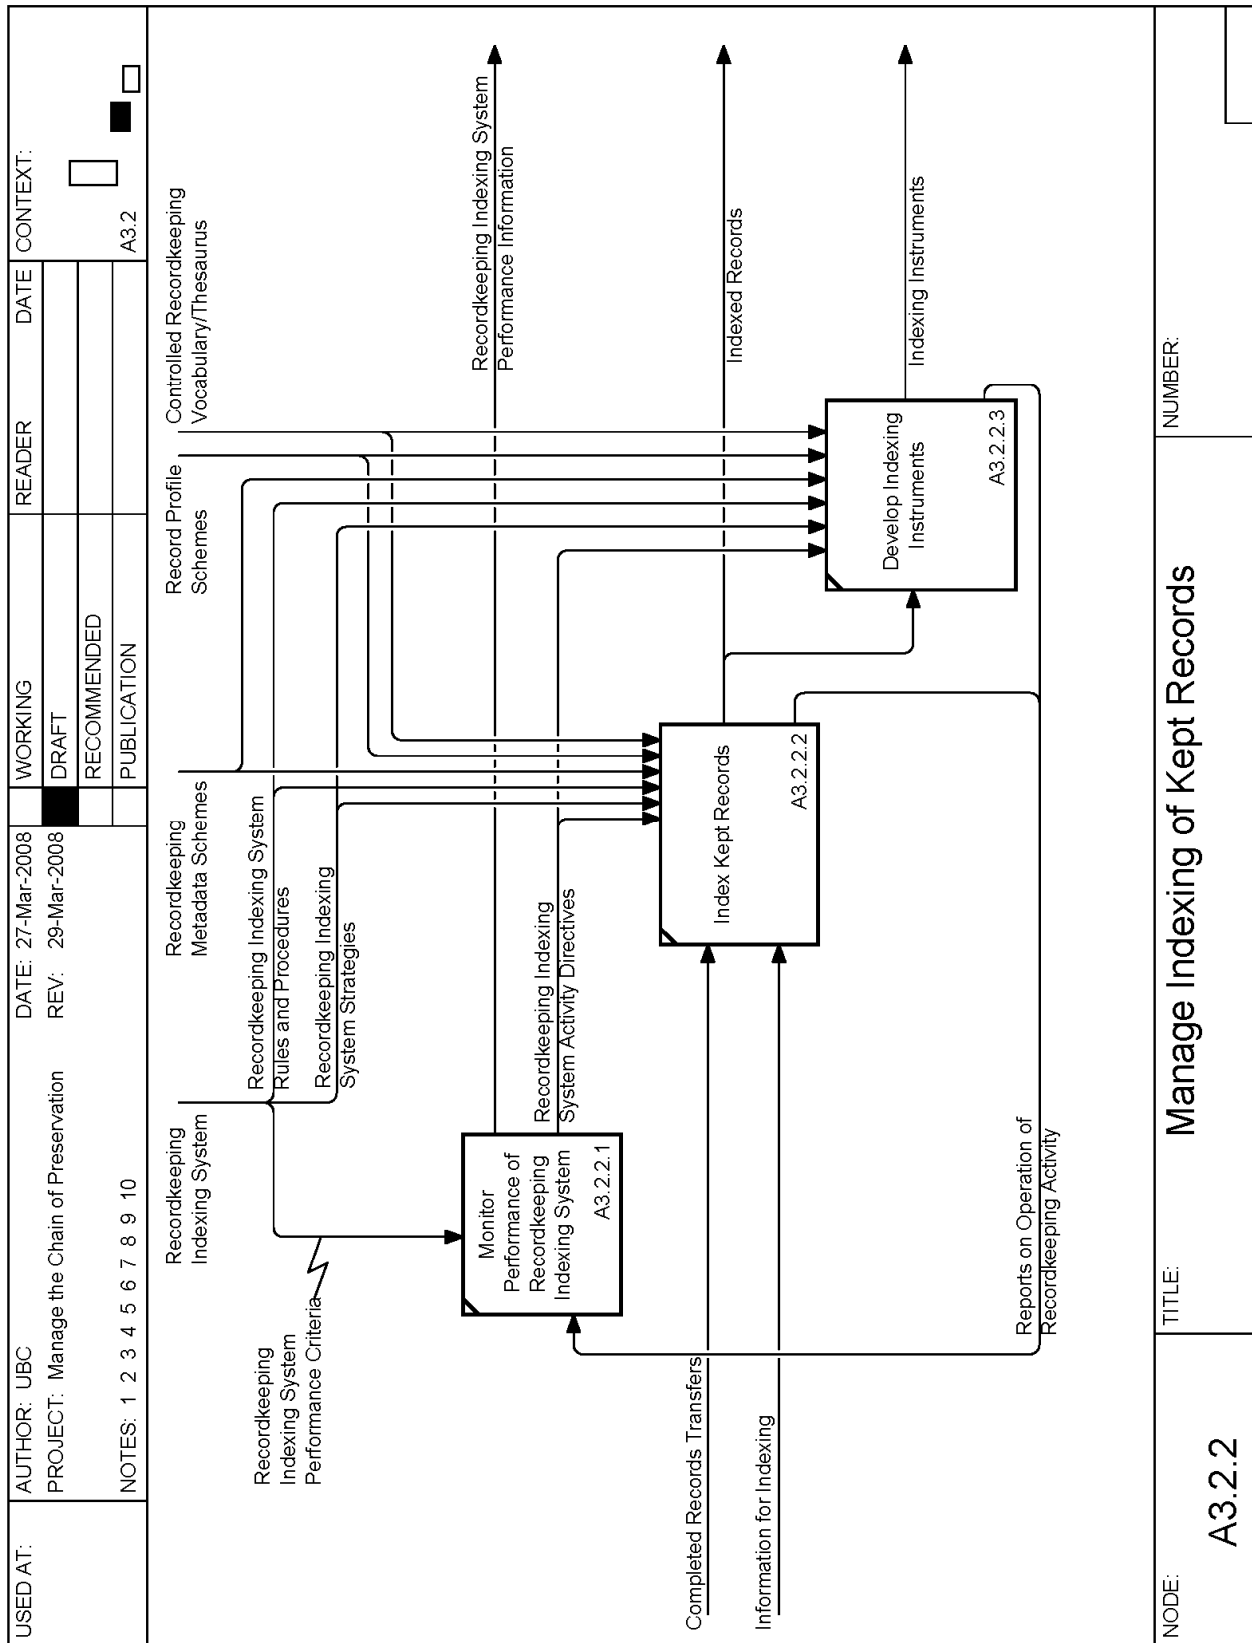 USED AT:
AUTHOR: UBC
DATE: 27-Mar-2008
WORKING
READER
DATE
CONTEXT:
PROJECT: Manage the Chain of Preservation
REV: 29-Mar-2008
DRAFT
RECOMMENDED
NOTES: 1 2 3 4 5 6 7 8 9 10
PUBLICATION
A3.2
Recordkeeping
Indexing System
Recordkeeping
Metadata Schemes
Record Profile
Schemes
Controlled Recordkeeping
Vocabulary/Thesaurus
Recordkeeping
Indexing System
Performance Criteria
Recordkeeping Indexing System
Rules and Procedures
Recordkeeping Indexing
System Strategies
Recordkeeping Indexing System
Performance Information
Monitor
Performance of
Recordkeeping
Indexing System
A3.2.2.1
Recordkeeping Indexing
System Activity Directives
Completed Records Transfers
Information for Indexing
Index Kept Records
A3.2.2.2
Indexed Records
Develop Indexing
Instruments
A3.2.2.3
Indexing Instruments
Reports on Operation of
Recordkeeping Activity
NODE:
A3.2.2
TITLE:
Manage Indexing of Kept Records
NUMBER: